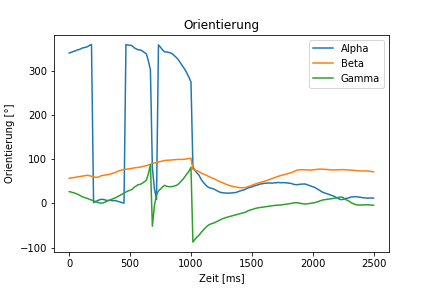 Orientierung
Alpha
Beta
Gamma
Orientierung [°]
300
200
100
0
−100
0
500
1000
1500
2000
2500
Zeit [ms]